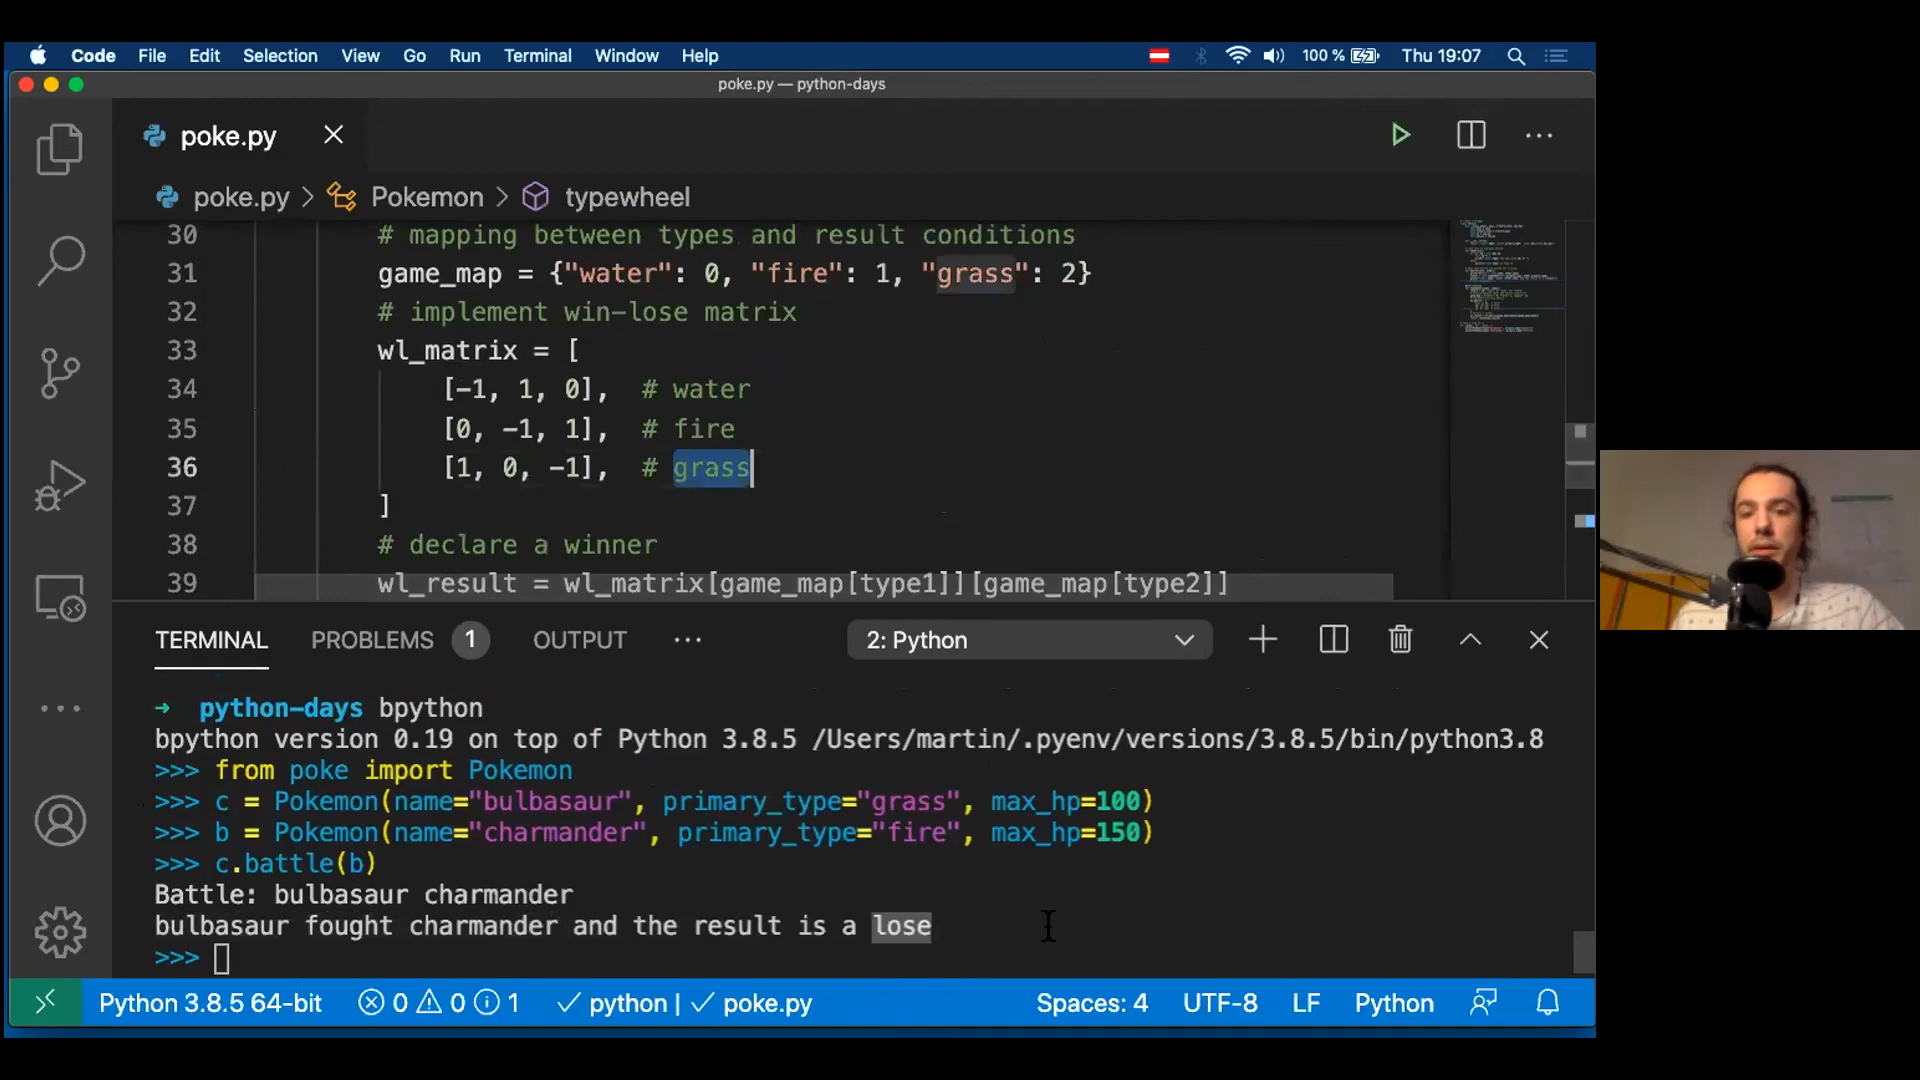 Code File Edit Selection View Go Run Terminal Window Help 100 % Thu 19:07
poke.py — python-days
poke.py
poke.py > Pokemon > typewheel
30 # mapping between types and result conditions
31 game_map = {"water": 0, "fire": 1, "grass": 2}
32 # implement win-lose matrix
33 wl_matrix = [
34 [-1, 1, 0], # water
35 [0, -1, 1], # fire
36 [1, 0, -1], # grass
37 ]
38 # declare a winner
39 wl_result = wl_matrix[game_map[type1]][game_map[type2]]
TERMINAL PROBLEMS 1 OUTPUT ··· 2: Python
→ python-days bpython
bpython version 0.19 on top of Python 3.8.5 /Users/martin/.pyenv/versions/3.8.5/bin/python3.8
>>> from poke import Pokemon
>>> c = Pokemon(name="bulbasaur", primary_type="grass", max_hp=100)
>>> b = Pokemon(name="charmander", primary_type="fire", max_hp=150)
>>> c.battle(b)
Battle: bulbasaur charmander
bulbasaur fought charmander and the result is a lose
>>>
Python 3.8.5 64-bit 0 0 1 ✓ python | ✓ poke.py Spaces: 4 UTF-8 LF Python